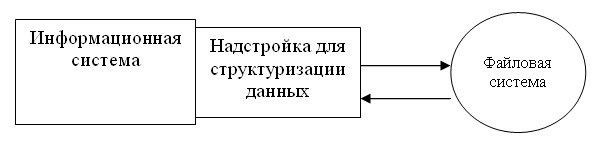 Информационная
система
Надстройка для
структуризации
данных
Файловая
система